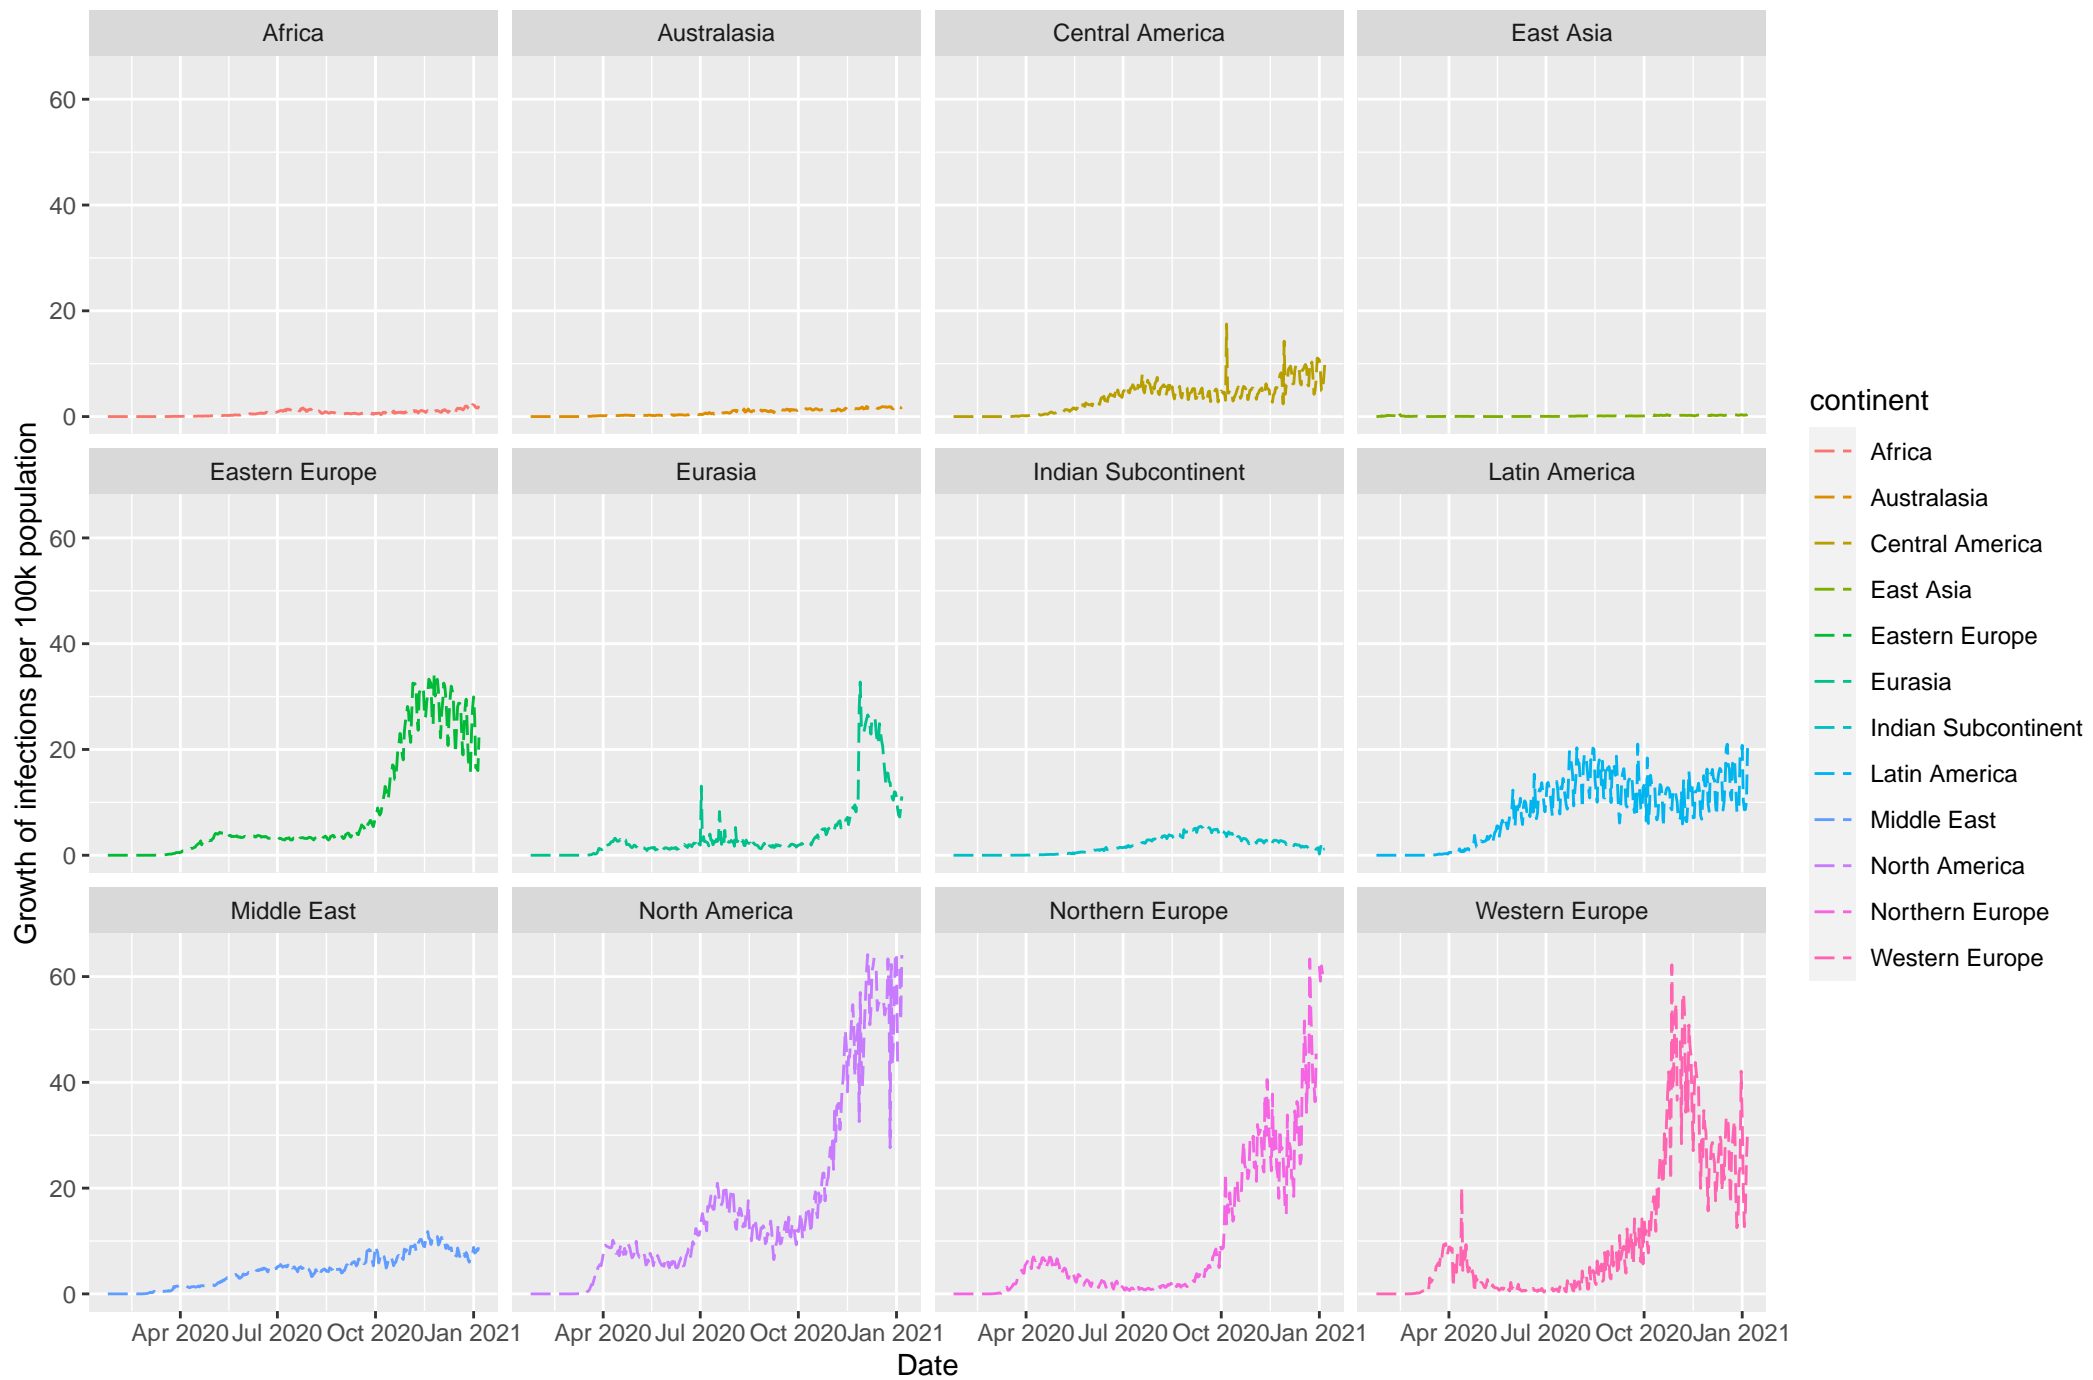 Africa
Australasia
Central America
East Asia
60
40
20
0
Eastern Europe
Eurasia
Indian Subcontinent
Latin America
60
40
20
0
Middle East
North America
Northern Europe
Western Europe
60
40
20
0
Apr 2020 Jul 2020 Oct 2020 Jan 2021
Apr 2020 Jul 2020 Oct 2020 Jan 2021
Apr 2020 Jul 2020 Oct 2020 Jan 2021
Apr 2020 Jul 2020 Oct 2020 Jan 2021
Date
Growth of infections per 100k population
continent
Africa
Australasia
Central America
East Asia
Eastern Europe
Eurasia
Indian Subcontinent
Latin America
Middle East
North America
Northern Europe
Western Europe